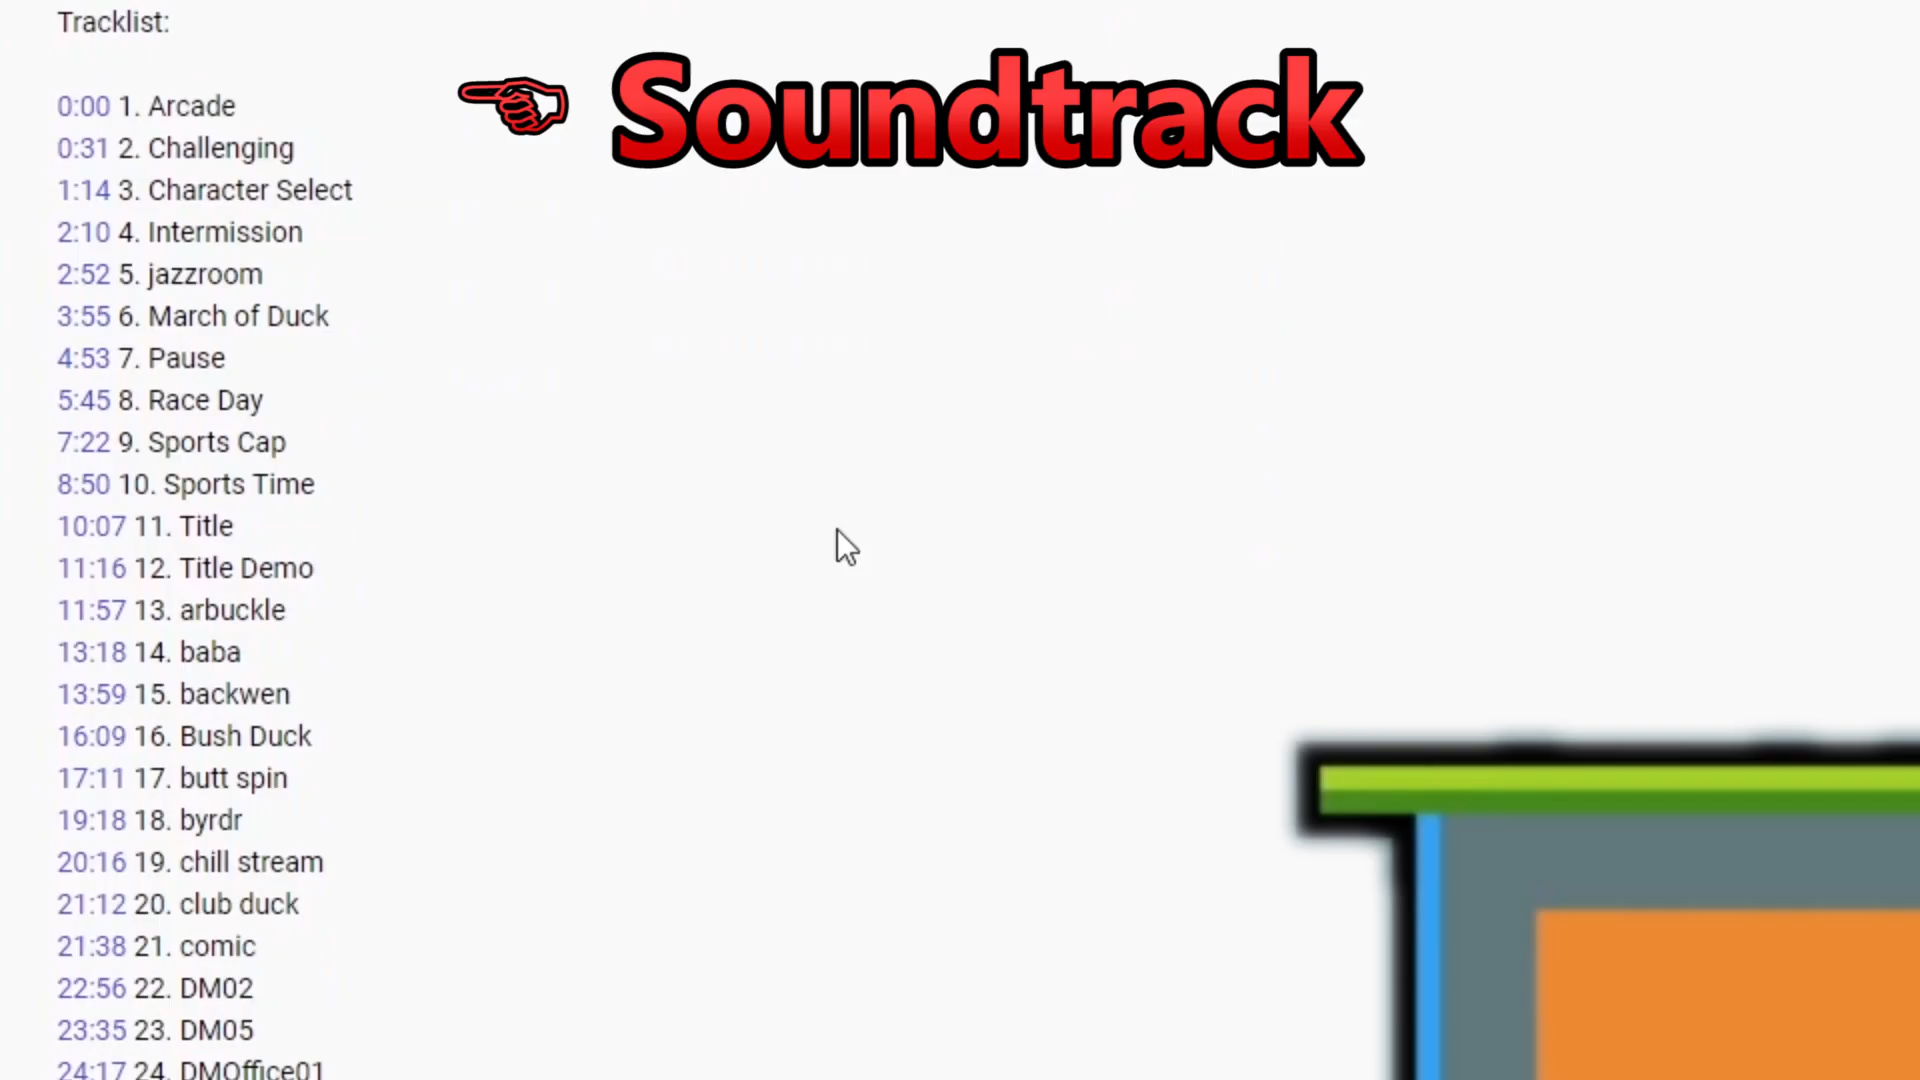 Tracklist:
☜ Soundtrack
0:00 1. Arcade
0:31 2. Challenging
1:14 3. Character Select
2:10 4. Intermission
2:52 5. jazzroom
3:55 6. March of Duck
4:53 7. Pause
5:45 8. Race Day
7:22 9. Sports Cap
8:50 10. Sports Time
10:07 11. Title
11:16 12. Title Demo
11:57 13. arbuckle
13:18 14. baba
13:59 15. backwen
16:09 16. Bush Duck
17:11 17. butt spin
19:18 18. byrdr
20:16 19. chill stream
21:12 20. club duck
21:38 21. comic
22:56 22. DM02
23:35 23. DM05
24:17 24. DMOffice01